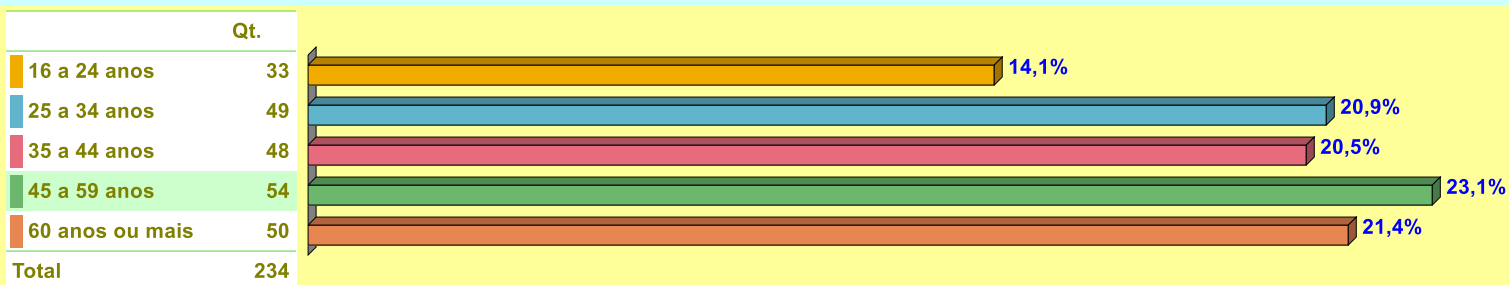 Qt.
16 a 24 anos 33 14,1%
25 a 34 anos 49 20,9%
35 a 44 anos 48 20,5%
45 a 59 anos 54 23,1%
60 anos ou mais 50 21,4%
Total 234